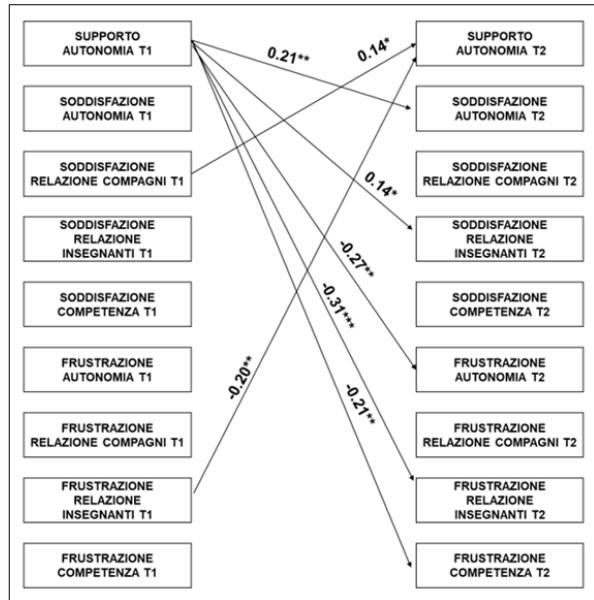 SUPPORTO
AUTONOMIA T1
SODDISFAZIONE
AUTONOMIA T1
SODDISFAZIONE
RELAZIONE COMPAGNI T1
SODDISFAZIONE
RELAZIONE
INSEGNANTI T1
SODDISFAZIONE
COMPETENZA T1
FRUSTRAZIONE
AUTONOMIA T1
FRUSTRAZIONE
RELAZIONE COMPAGNI T1
FRUSTRAZIONE
RELAZIONE
INSEGNANTI T1
FRUSTRAZIONE
COMPETENZA T1
0.21**
0.14*
0.14*
-0.27**
-0.31***
-0.20**
-0.21**
SUPPORTO
AUTONOMIA T2
SODDISFAZIONE
AUTONOMIA T2
SODDISFAZIONE
RELAZIONE COMPAGNI T2
SODDISFAZIONE
RELAZIONE
INSEGNANTI T2
SODDISFAZIONE
COMPETENZA T2
FRUSTRAZIONE
AUTONOMIA T2
FRUSTRAZIONE
RELAZIONE COMPAGNI T2
FRUSTRAZIONE
RELAZIONE
INSEGNANTI T2
FRUSTRAZIONE
COMPETENZA T2